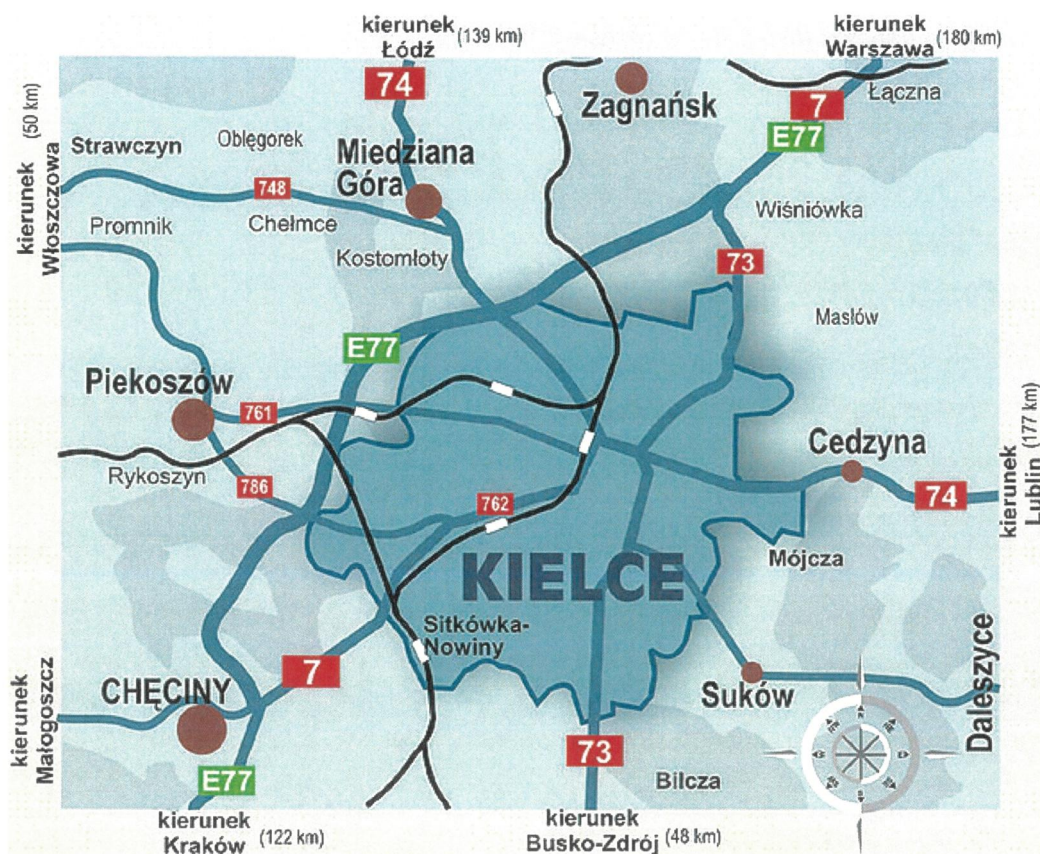 kierunek
Łódź
(139 km)
kierunek
Warszawa
(180 km)
74
Zagnańsk
7
Łączna
E77
kierunek
Włoszczowa
(50 km)
Strawczyn
Oblęgorek
Miedziana
Góra
748
Chełmce
Promnik
Kostomłoty
Wiśniówka
73
Masłów
E77
Piekoszów
761
Cedzyna
Rykoszyn
786
762
74
kierunek
Lublin
(177 km)
KIELCE
Mójcza
Sitkówka-
Nowiny
7
CHĘCINY
Suków
Daleszyce
kierunek
Małogoszcz
73
E77
Bilcza
N
kierunek
Kraków
(122 km)
kierunek
Busko-Zdrój
(48 km)